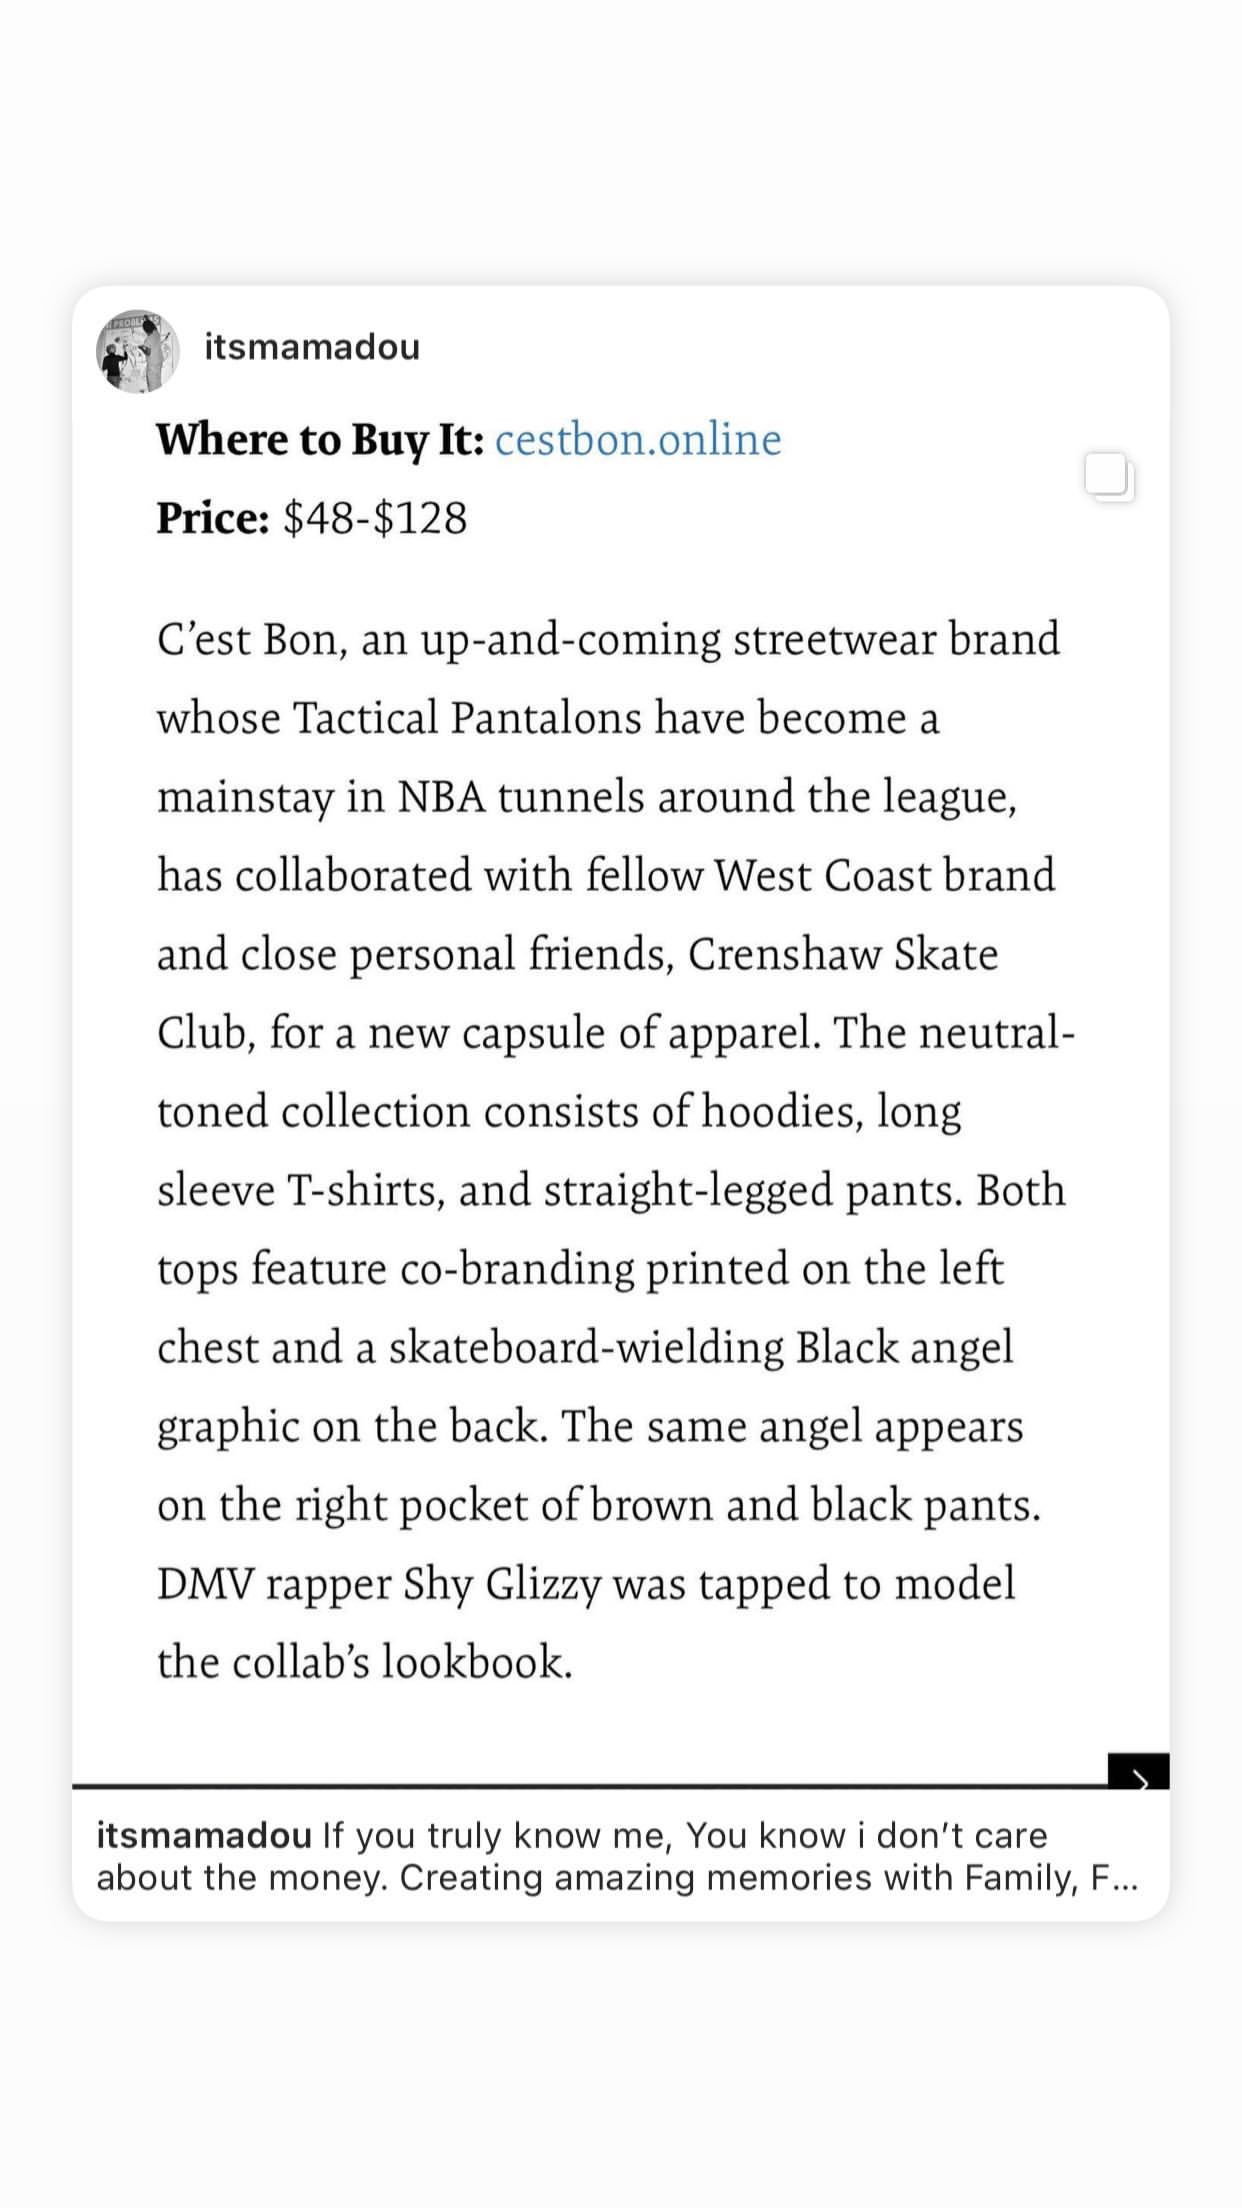 itsmamadou
Where to Buy It: cestbon.online
Price: $48-$128
C’est Bon, an up-and-coming streetwear brand
whose Tactical Pantalons have become a
mainstay in NBA tunnels around the league,
has collaborated with fellow West Coast brand
and close personal friends, Crenshaw Skate
Club, for a new capsule of apparel. The neutral-
toned collection consists of hoodies, long
sleeve T-shirts, and straight-legged pants. Both
tops feature co-branding printed on the left
chest and a skateboard-wielding Black angel
graphic on the back. The same angel appears
on the right pocket of brown and black pants.
DMV rapper Shy Glizzy was tapped to model
the collab’s lookbook.
itsmamadou If you truly know me, You know i don’t care
about the money. Creating amazing memories with Family, F...